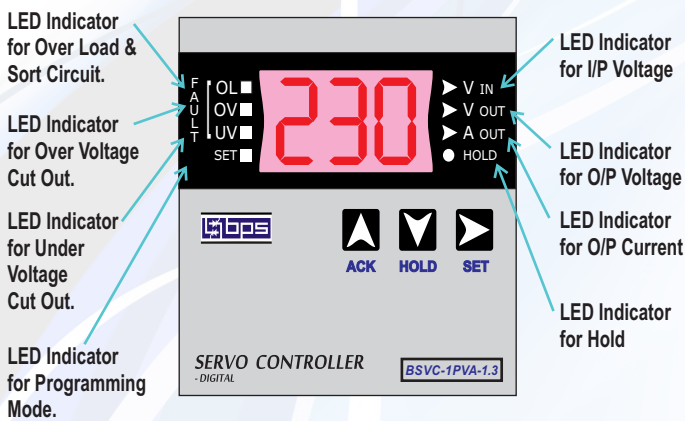 LED Indicator
for Over Load &
Sort Circuit.
LED Indicator
for Over Voltage
Cut Out.
LED Indicator
for Under
Voltage
Cut Out.
LED Indicator
for Programming
Mode.
FAULT
OL
OV
UV
SET
230
V IN
V OUT
A OUT
HOLD
bps
ACK HOLD SET
SERVO CONTROLLER
- DIGITAL
BSVC-1PVA-1.3
LED Indicator
for I/P Voltage
LED Indicator
for O/P Voltage
LED Indicator
for O/P Current
LED Indicator
for Hold